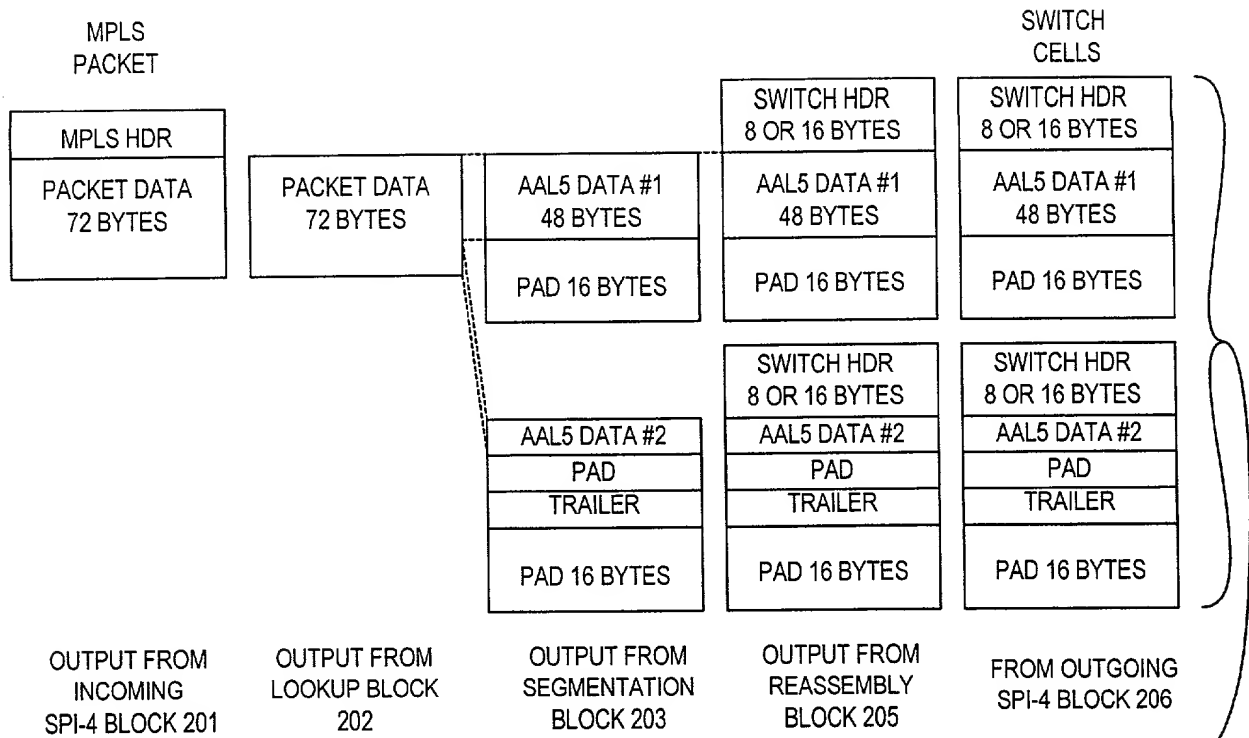 MPLS
PACKET
MPLS HDR
PACKET DATA
72 BYTES
OUTPUT FROM
INCOMING
SPI-4 BLOCK 201
PACKET DATA
72 BYTES
OUTPUT FROM
LOOKUP BLOCK
202
AAL5 DATA #1
48 BYTES
PAD 16 BYTES
AAL5 DATA #2
PAD
TRAILER
PAD 16 BYTES
OUTPUT FROM
SEGMENTATION
BLOCK 203
SWITCH HDR
8 OR 16 BYTES
AAL5 DATA #1
48 BYTES
PAD 16 BYTES
SWITCH HDR
8 OR 16 BYTES
AAL5 DATA #2
PAD
TRAILER
PAD 16 BYTES
OUTPUT FROM
REASSEMBLY
BLOCK 205
SWITCH
CELLS
SWITCH HDR
8 OR 16 BYTES
AAL5 DATA #1
48 BYTES
PAD 16 BYTES
SWITCH HDR
8 OR 16 BYTES
AAL5 DATA #2
PAD
TRAILER
PAD 16 BYTES
FROM OUTGOING
SPI-4 BLOCK 206